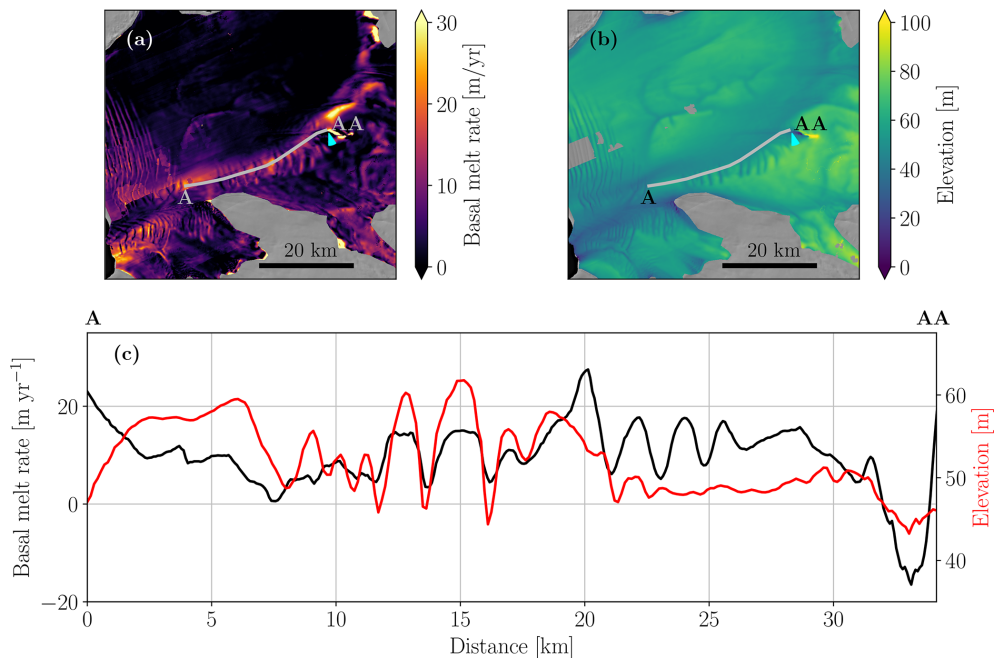 (a)
AA
A
20 km
30
20
10
0
Basal melt rate [m/yr]
(b)
AA
A
20 km
100
80
60
40
20
0
Elevation [m]
A
AA
(c)
20
0
−20
Basal melt rate [m yr⁻¹]
60
50
40
Elevation [m]
0 5 10 15 20 25 30
Distance [km]